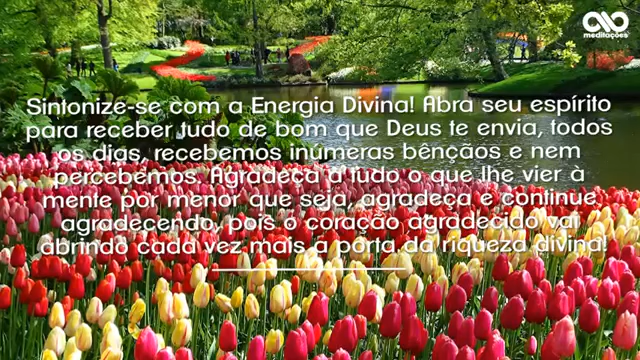 meditações
Sintonize-se com a Energia Divina! Abra seu espírito
para receber tudo de bom que Deus te envia, todos
os dias, recebemos inúmeras bênçãos e nem
percebemos. Agradeça a tudo o que lhe vier à
mente por menor que seja, agradeça e continue
agradecendo, pois o coração agradecido vai
abrindo cada vez mais a porta da riqueza divina!